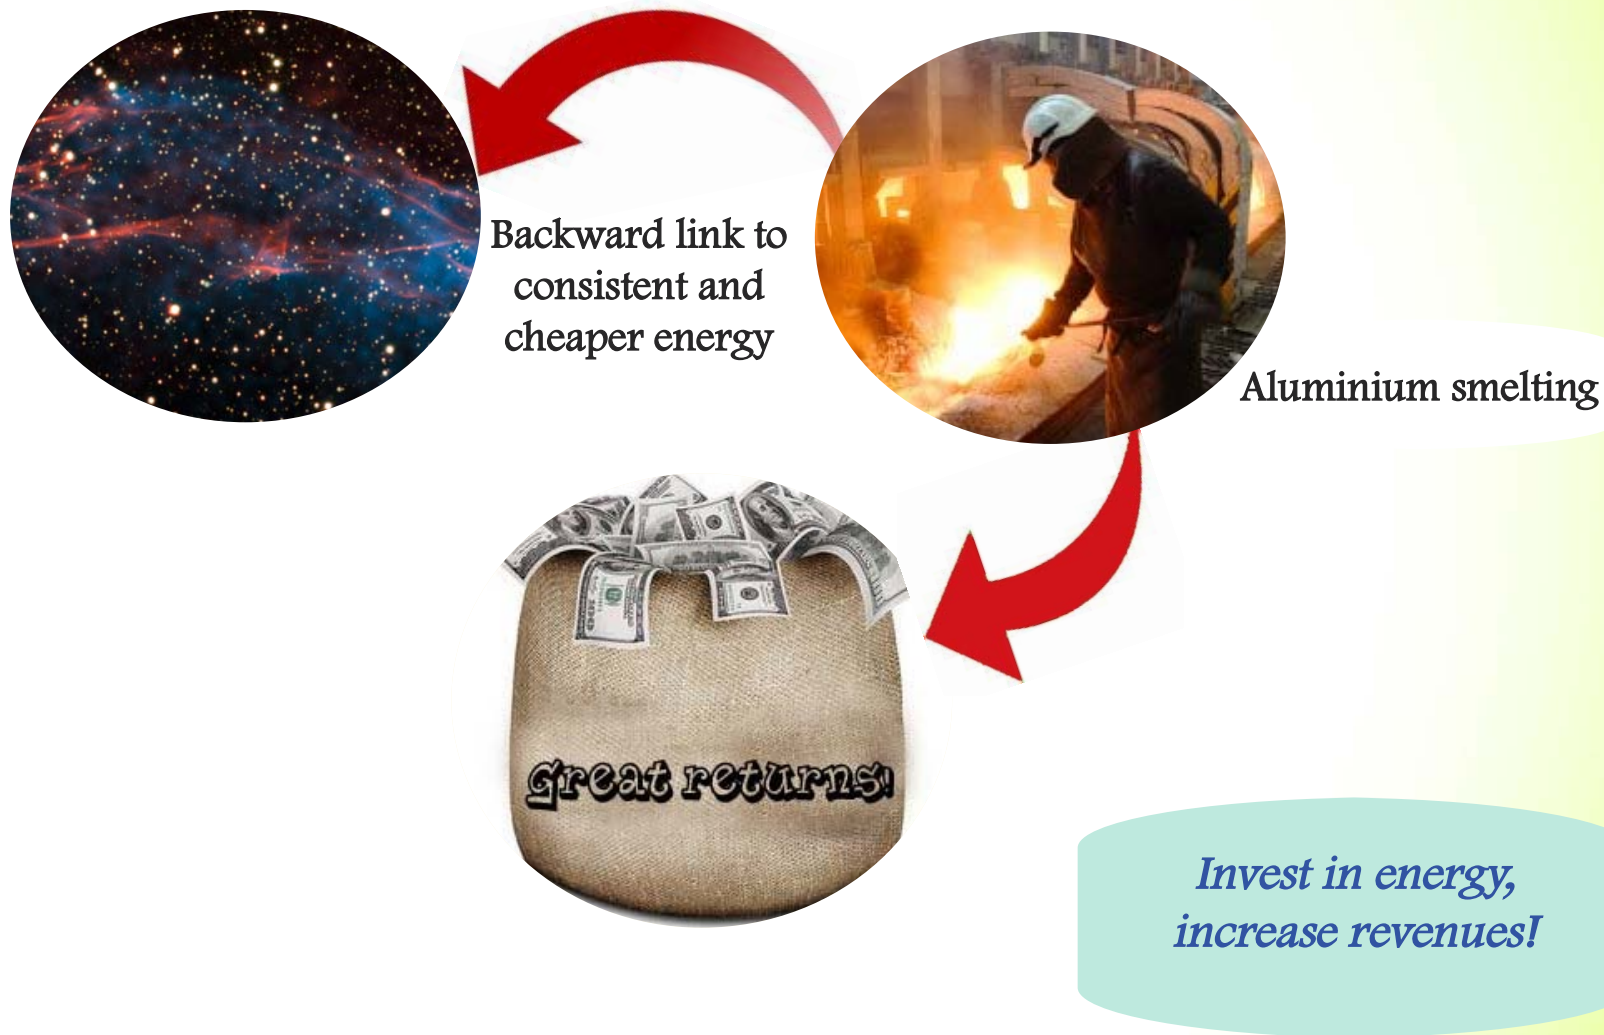 Backward link to
consistent and
cheaper energy
Aluminium smelting
Great returns!
Invest in energy,
increase revenues!